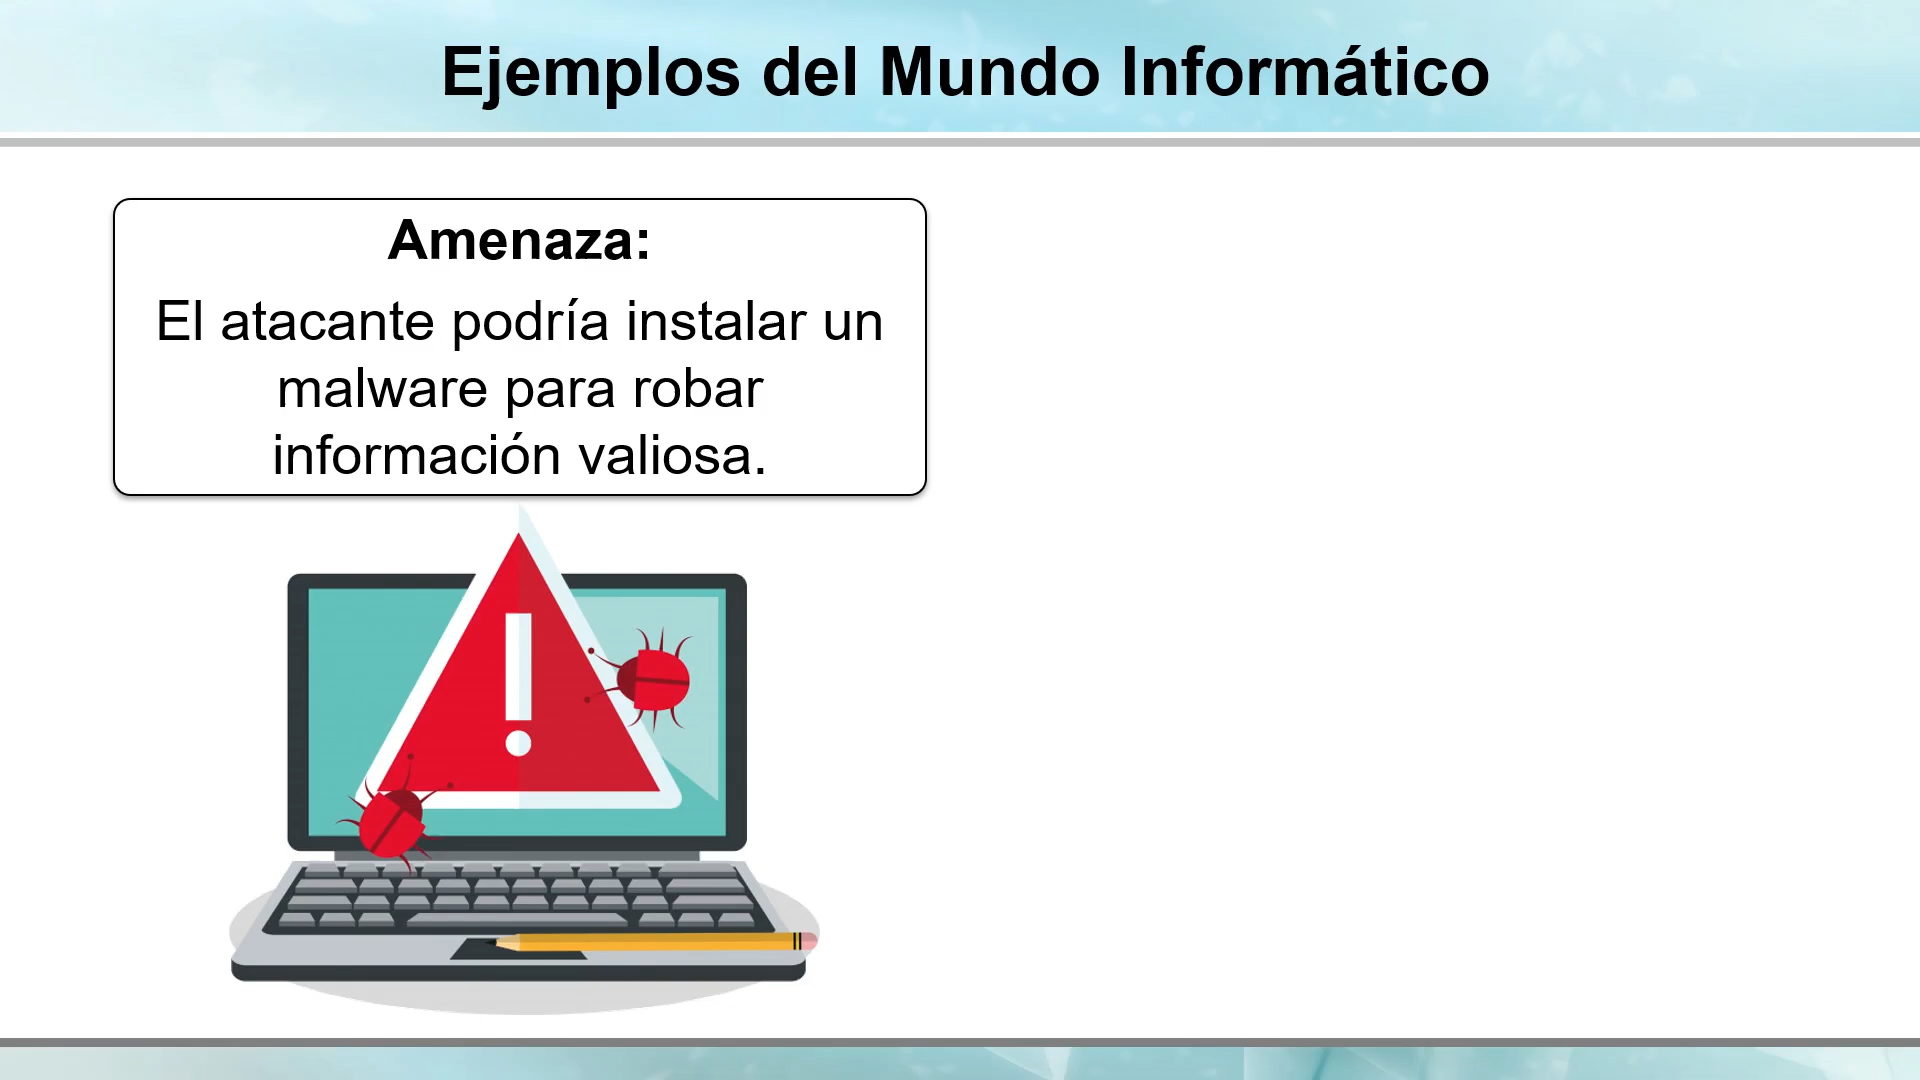 Ejemplos del Mundo Informático
Amenaza:
El atacante podría instalar un
malware para robar
información valiosa.